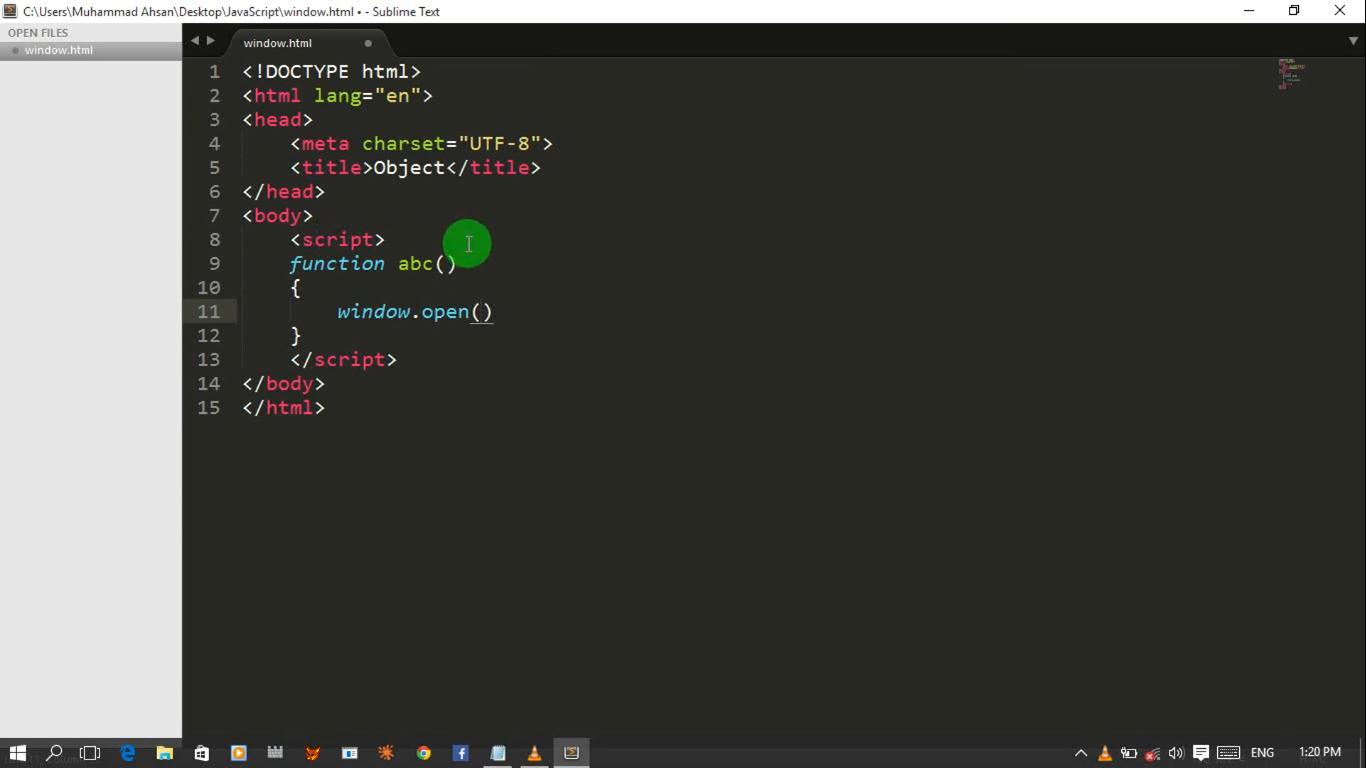 C:\Users\Muhammad Ahsan\Desktop\JavaScript\window.html • - Sublime Text
OPEN FILES
window.html
window.html
1 <!DOCTYPE html>
2 <html lang="en">
3 <head>
4 <meta charset="UTF-8">
5 <title>Object</title>
6 </head>
7 <body>
8 <script>
9 function abc()
10 {
11 window.open()
12 }
13 </script>
14 </body>
15 </html>
ENG
1:20 PM